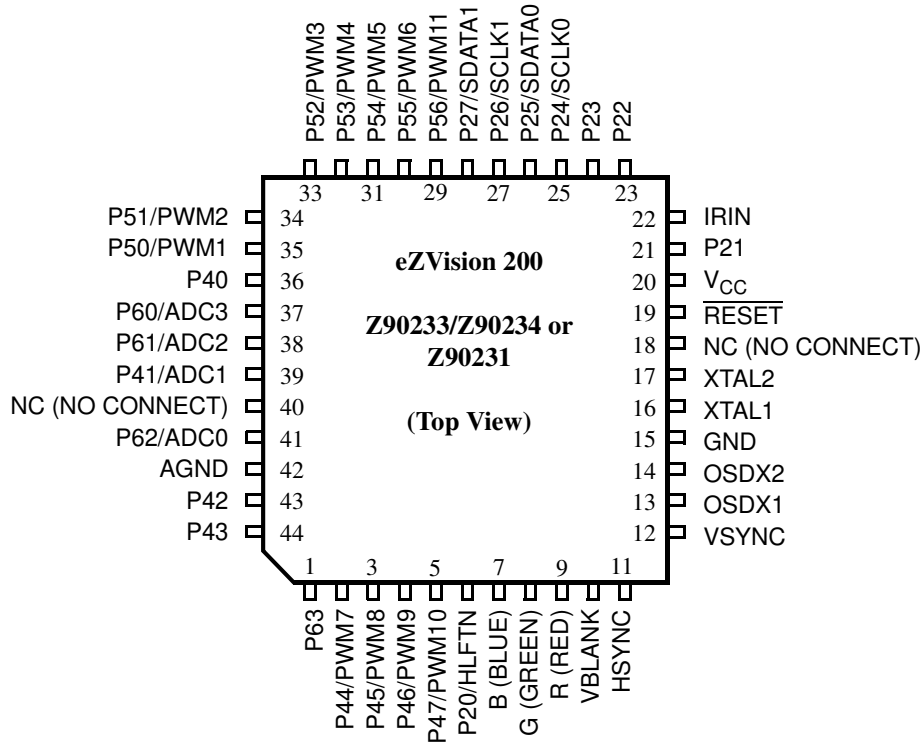 P52/PWM3
P53/PWM4
P54/PWM5
P55/PWM6
P56/PWM11
P27/SDATA1
P26/SCLK1
P25/SDATA0
P24/SCLK0
P23
P22
33
31
29
27
25
23
P51/PWM2
34
P50/PWM1
35
P40
36
P60/ADC3
37
P61/ADC2
38
P41/ADC1
39
NC (NO CONNECT)
40
P62/ADC0
41
AGND
42
P42
43
P43
44
eZVision 200
Z90233/Z90234 or
Z90231
(Top View)
22
IRIN
21
P21
20
VCC
19
RESET
18
NC (NO CONNECT)
17
XTAL2
16
XTAL1
15
GND
14
OSDX2
13
OSDX1
12
VSYNC
1
3
5
7
9
11
P63
P44/PWM7
P45/PWM8
P46/PWM9
P47/PWM10
P20/HLFTN
B (BLUE)
G (GREEN)
R (RED)
VBLANK
HSYNC